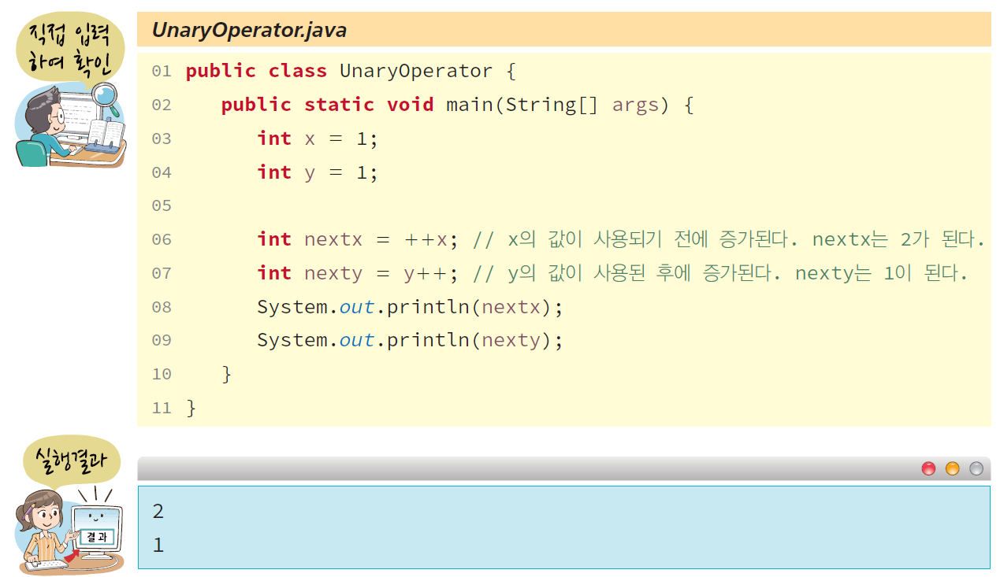 직접 입력
하여 확인
UnaryOperator.java
01 public class UnaryOperator {
02    public static void main(String[] args) {
03       int x = 1;
04       int y = 1;
05
06       int nextx = ++x; // x의 값이 사용되기 전에 증가된다. nextx는 2가 된다.
07       int nexty = y++; // y의 값이 사용된 후에 증가된다. nexty는 1이 된다.
08       System.out.println(nextx);
09       System.out.println(nexty);
10    }
11 }
실행결과
결과
2
1